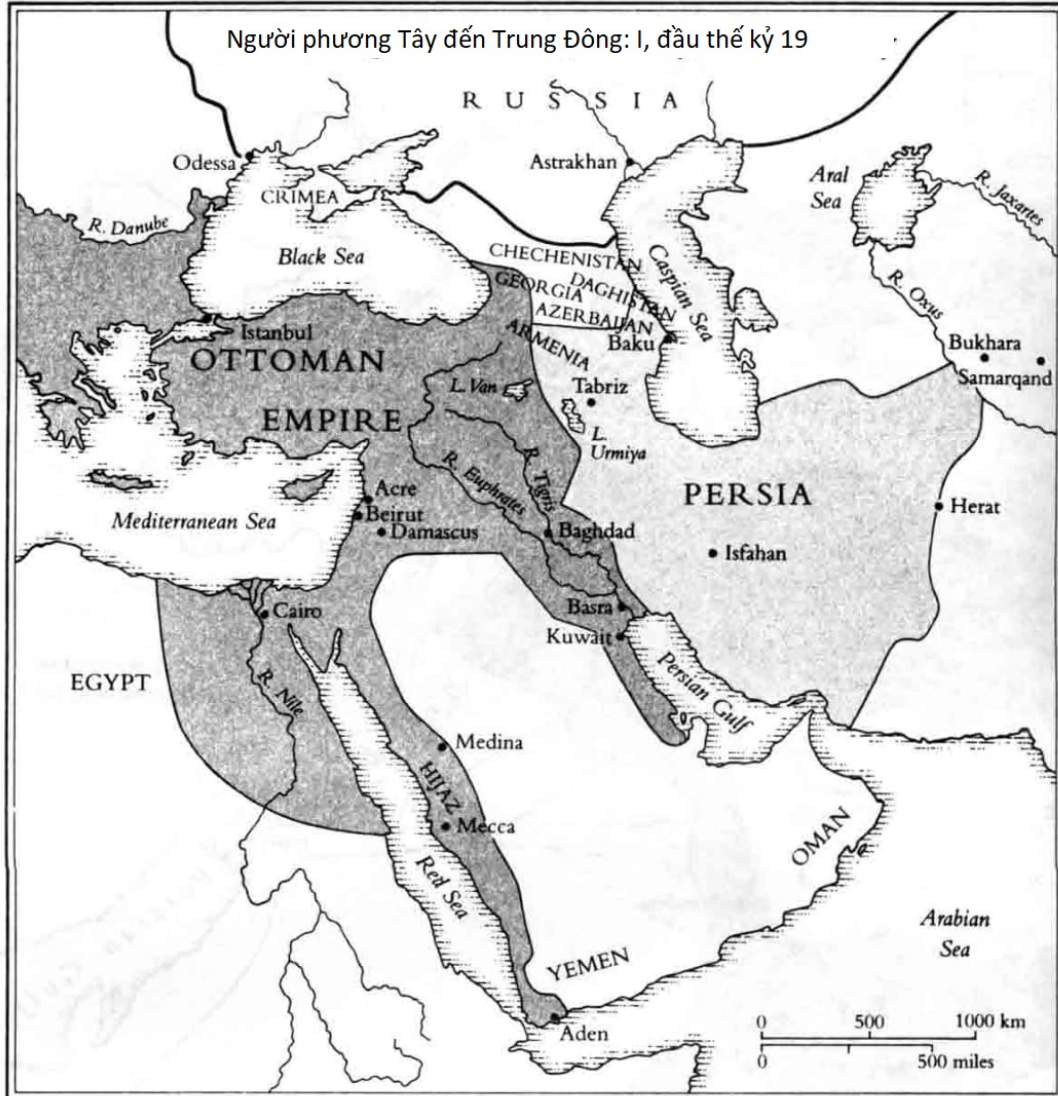 Người phương Tây đến Trung Đông: I, đầu thế kỷ 19
RUSSIA
Odessa
Astrakhan
Aral
Sea
R. Jaxartes
CRIMEA
R. Danube
Black Sea
CHECHENISTAN
Caspian Sea
DAGHISTAN
GEORGIA
AZERBAIJAN
R. Oxus
Istanbul
ARMENIA
Baku
Bukhara
Samarqand
OTTOMAN
EMPIRE
L. Van
Tabriz
L.
Urmiya
R. Euphrates
R. Tigris
PERSIA
Acre
Beirut
Damascus
Mediterranean Sea
Baghdad
Herat
Isfahan
Cairo
Basra
Kuwait
EGYPT
R. Nile
Persian Gulf
Medina
HIJAZ
Mecca
OMAN
Red Sea
Arabian
Sea
YEMEN
Aden
0 500 1000 km
0 500 miles